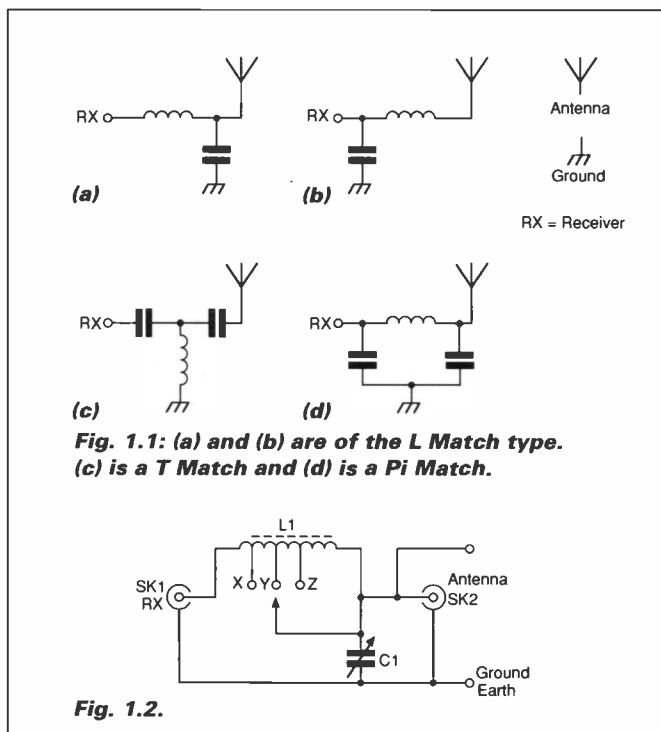 RX
(a)
RX
(b)
Antenna
Ground
RX = Receiver
RX
(c)
RX
(d)
Fig. 1.1: (a) and (b) are of the L Match type.
(c) is a T Match and (d) is a Pi Match.
L1
X Y Z
SK1
RX
Antenna
SK2
C1
Ground
Earth
Fig. 1.2.